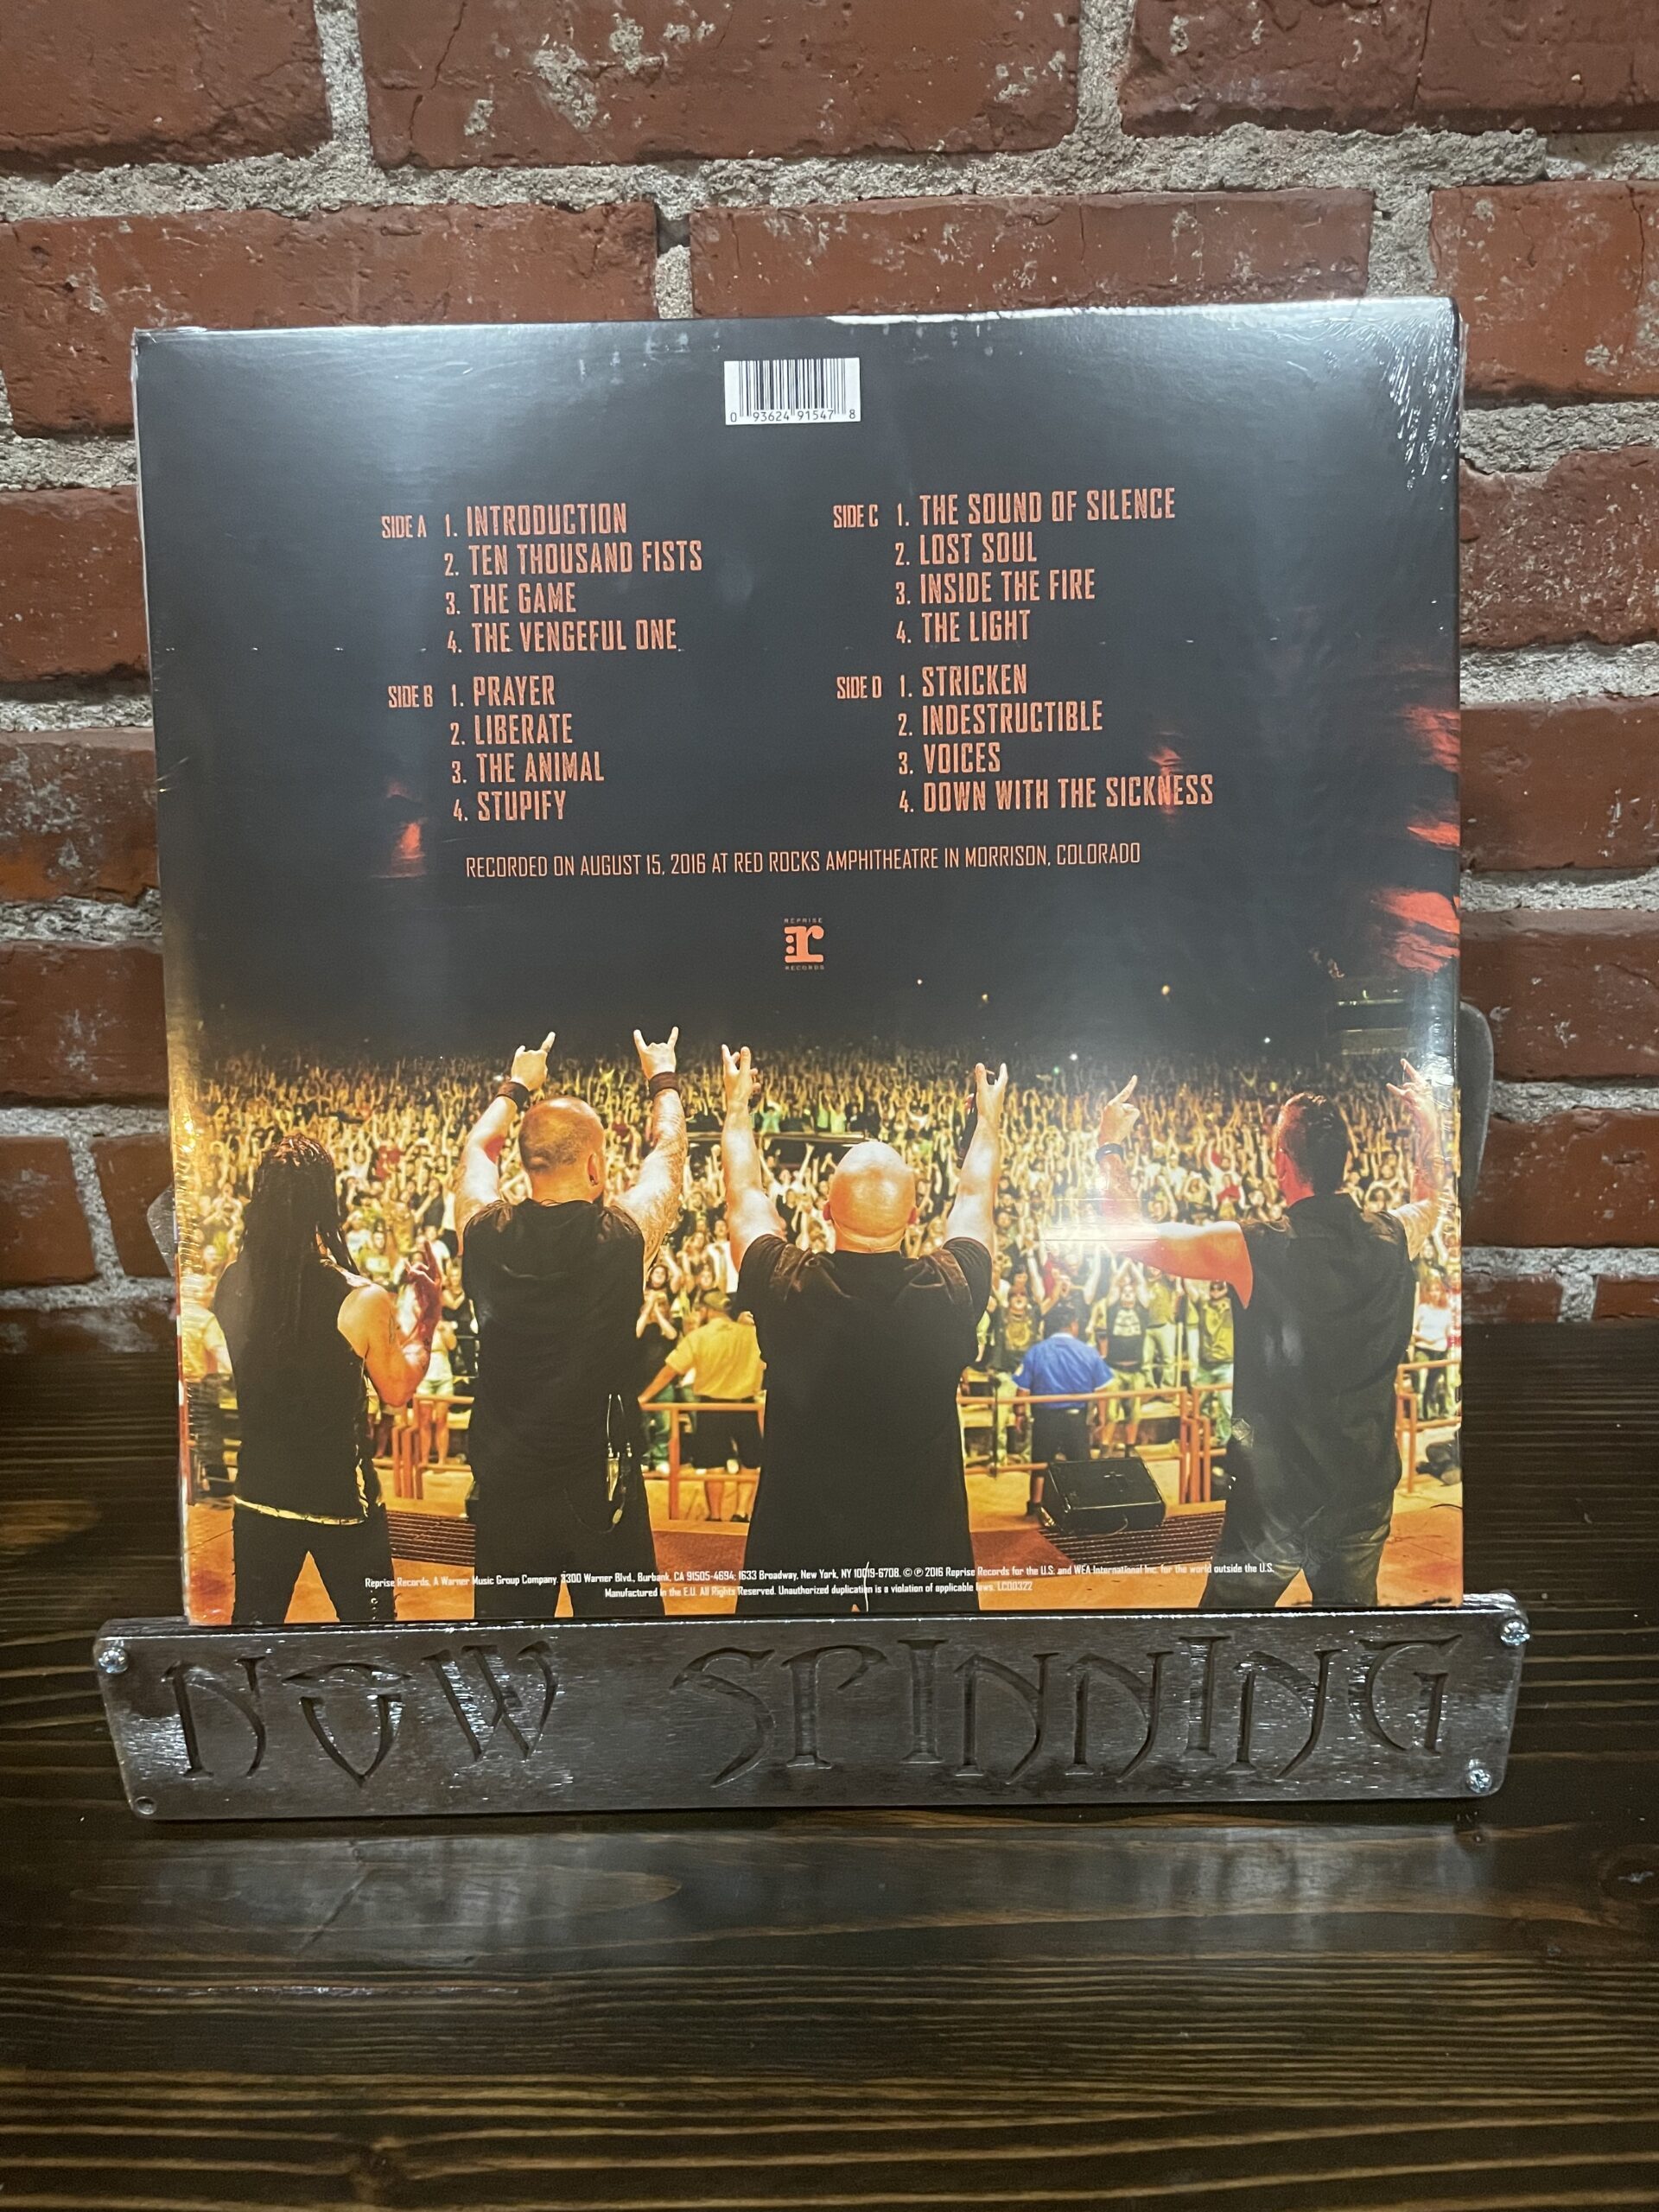 0 93624 91547 8
SIDE A 1. INTRODUCTION
2. TEN THOUSAND FISTS
3. THE GAME
4. THE VENGEFUL ONE
SIDE B 1. PRAYER
2. LIBERATE
3. THE ANIMAL
4. STUPIFY
SIDE C 1. THE SOUND OF SILENCE
2. LOST SOUL
3. INSIDE THE FIRE
4. THE LIGHT
SIDE D 1. STRICKEN
2. INDESTRUCTIBLE
3. VOICES
4. DOWN WITH THE SICKNESS
RECORDED ON AUGUST 15, 2016 AT RED ROCKS AMPHITHEATRE IN MORRISON, COLORADO
REPRISE
:r
RECORDS
Reprise Records, A Warner Music Group Company. 3300 Warner Blvd., Burbank, CA 91505-4694; 1633 Broadway, New York, NY 10019-6708. © ℗ 2016 Reprise Records for the U.S. and WEA International Inc. for the world outside the U.S.
Manufactured in the E.U. All Rights Reserved. Unauthorized duplication is a violation of applicable laws. LC00322
NOW SPINNING